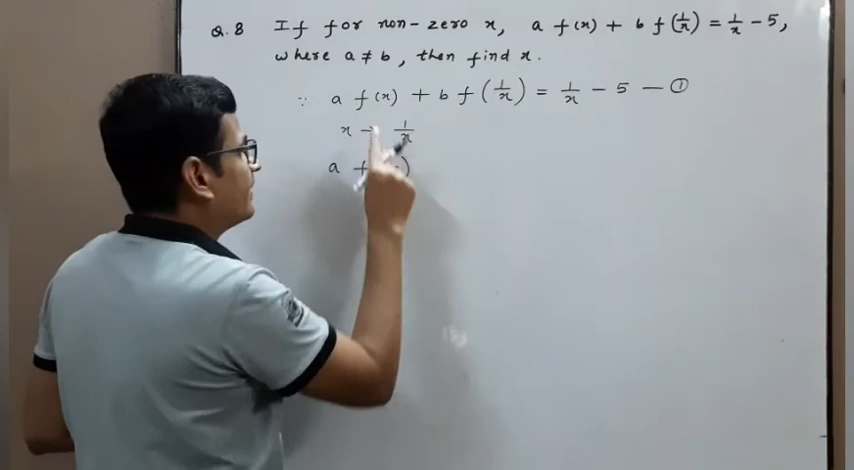 Q.8 If for non-zero x, a f(x) + b f(1/x) = 1/x - 5,
where a ≠ b, then find x.
∵ a f(x) + b f(1/x) = 1/x - 5 — ①
x → 1/x
a f